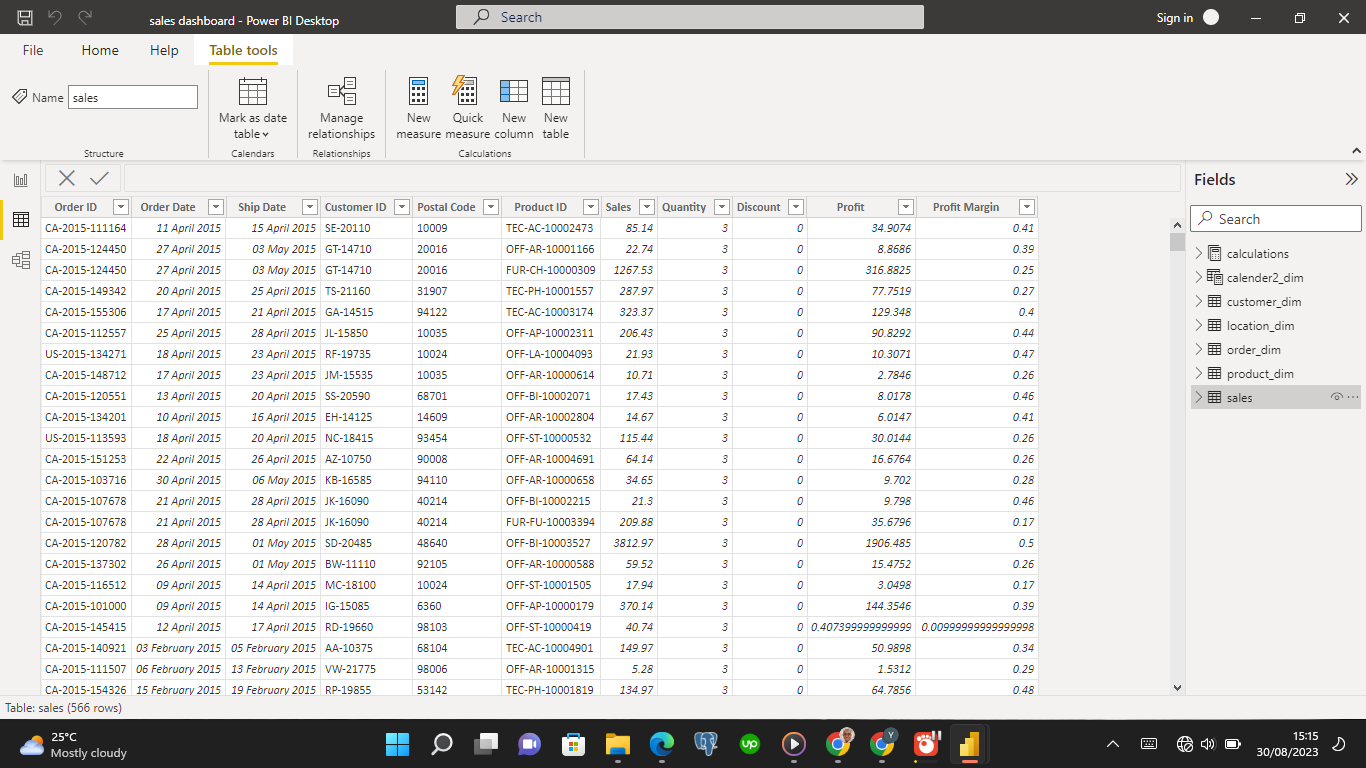 sales dashboard - Power BI Desktop
Search
Sign in
File Home Help Table tools
Name sales
Mark as date table
Manage relationships
New measure
Quick measure
New column
New table
Structure Calendars Relationships Calculations
Order ID Order Date Ship Date Customer ID Postal Code Product ID Sales Quantity Discount Profit Profit Margin
CA-2015-111164 11 April 2015 15 April 2015 SE-20110 10009 TEC-AC-10002473 85.14 3 0 34.9074 0.41
CA-2015-124450 27 April 2015 03 May 2015 GT-14710 20016 OFF-AR-10001166 22.74 3 0 8.8686 0.39
CA-2015-124450 27 April 2015 03 May 2015 GT-14710 20016 FUR-CH-10000309 1267.53 3 0 316.8825 0.25
CA-2015-149342 20 April 2015 25 April 2015 TS-21160 31907 TEC-PH-10001557 287.97 3 0 77.7519 0.27
CA-2015-155306 17 April 2015 21 April 2015 GA-14515 94122 TEC-AC-10003174 323.37 3 0 129.348 0.4
CA-2015-112557 25 April 2015 28 April 2015 JL-15850 10035 OFF-AP-10002311 206.43 3 0 90.8292 0.44
US-2015-134271 18 April 2015 23 April 2015 RF-19735 10024 OFF-LA-10004093 21.93 3 0 10.3071 0.47
CA-2015-148712 17 April 2015 23 April 2015 JM-15535 10035 OFF-AR-10000614 10.71 3 0 2.7846 0.26
CA-2015-120551 13 April 2015 20 April 2015 SS-20590 68701 OFF-BI-10002071 17.43 3 0 8.0178 0.46
CA-2015-134201 10 April 2015 16 April 2015 EH-14125 14609 OFF-AR-10002804 14.67 3 0 6.0147 0.41
US-2015-113593 18 April 2015 20 April 2015 NC-18415 93454 OFF-ST-10000532 115.44 3 0 30.0144 0.26
CA-2015-151253 22 April 2015 26 April 2015 AZ-10750 90008 OFF-AR-10004691 64.14 3 0 16.6764 0.26
CA-2015-103716 30 April 2015 06 May 2015 KB-16585 94110 OFF-AR-10000658 34.65 3 0 9.702 0.28
CA-2015-107678 21 April 2015 28 April 2015 JK-16090 40214 OFF-BI-10002215 21.3 3 0 9.798 0.46
CA-2015-107678 21 April 2015 28 April 2015 JK-16090 40214 FUR-FU-10003394 209.88 3 0 35.6796 0.17
CA-2015-120782 28 April 2015 01 May 2015 SD-20485 48640 OFF-BI-10003527 3812.97 3 0 1906.485 0.5
CA-2015-137302 26 April 2015 01 May 2015 BW-11110 92105 OFF-AR-10000588 59.52 3 0 15.4752 0.26
CA-2015-116512 09 April 2015 14 April 2015 MC-18100 10024 OFF-ST-10001505 17.94 3 0 3.0498 0.17
CA-2015-101000 09 April 2015 14 April 2015 IG-15085 6360 OFF-AP-10000179 370.14 3 0 144.3546 0.39
CA-2015-145415 12 April 2015 17 April 2015 RD-19660 98103 OFF-ST-10000419 40.74 3 0 0.407399999999999 0.00999999999999998
CA-2015-140921 03 February 2015 05 February 2015 AA-10375 68104 TEC-AC-10004901 149.97 3 0 50.9898 0.34
CA-2015-111507 06 February 2015 13 February 2015 VW-21775 98006 OFF-AR-10001315 5.28 3 0 1.5312 0.29
CA-2015-154326 15 February 2015 19 February 2015 RP-19855 53142 TEC-PH-10001819 134.97 3 0 64.7856 0.48
Fields
Search
calculations
calender2_dim
customer_dim
location_dim
order_dim
product_dim
sales
Table: sales (566 rows)
25°C
Mostly cloudy
up
Y
15:15
30/08/2023